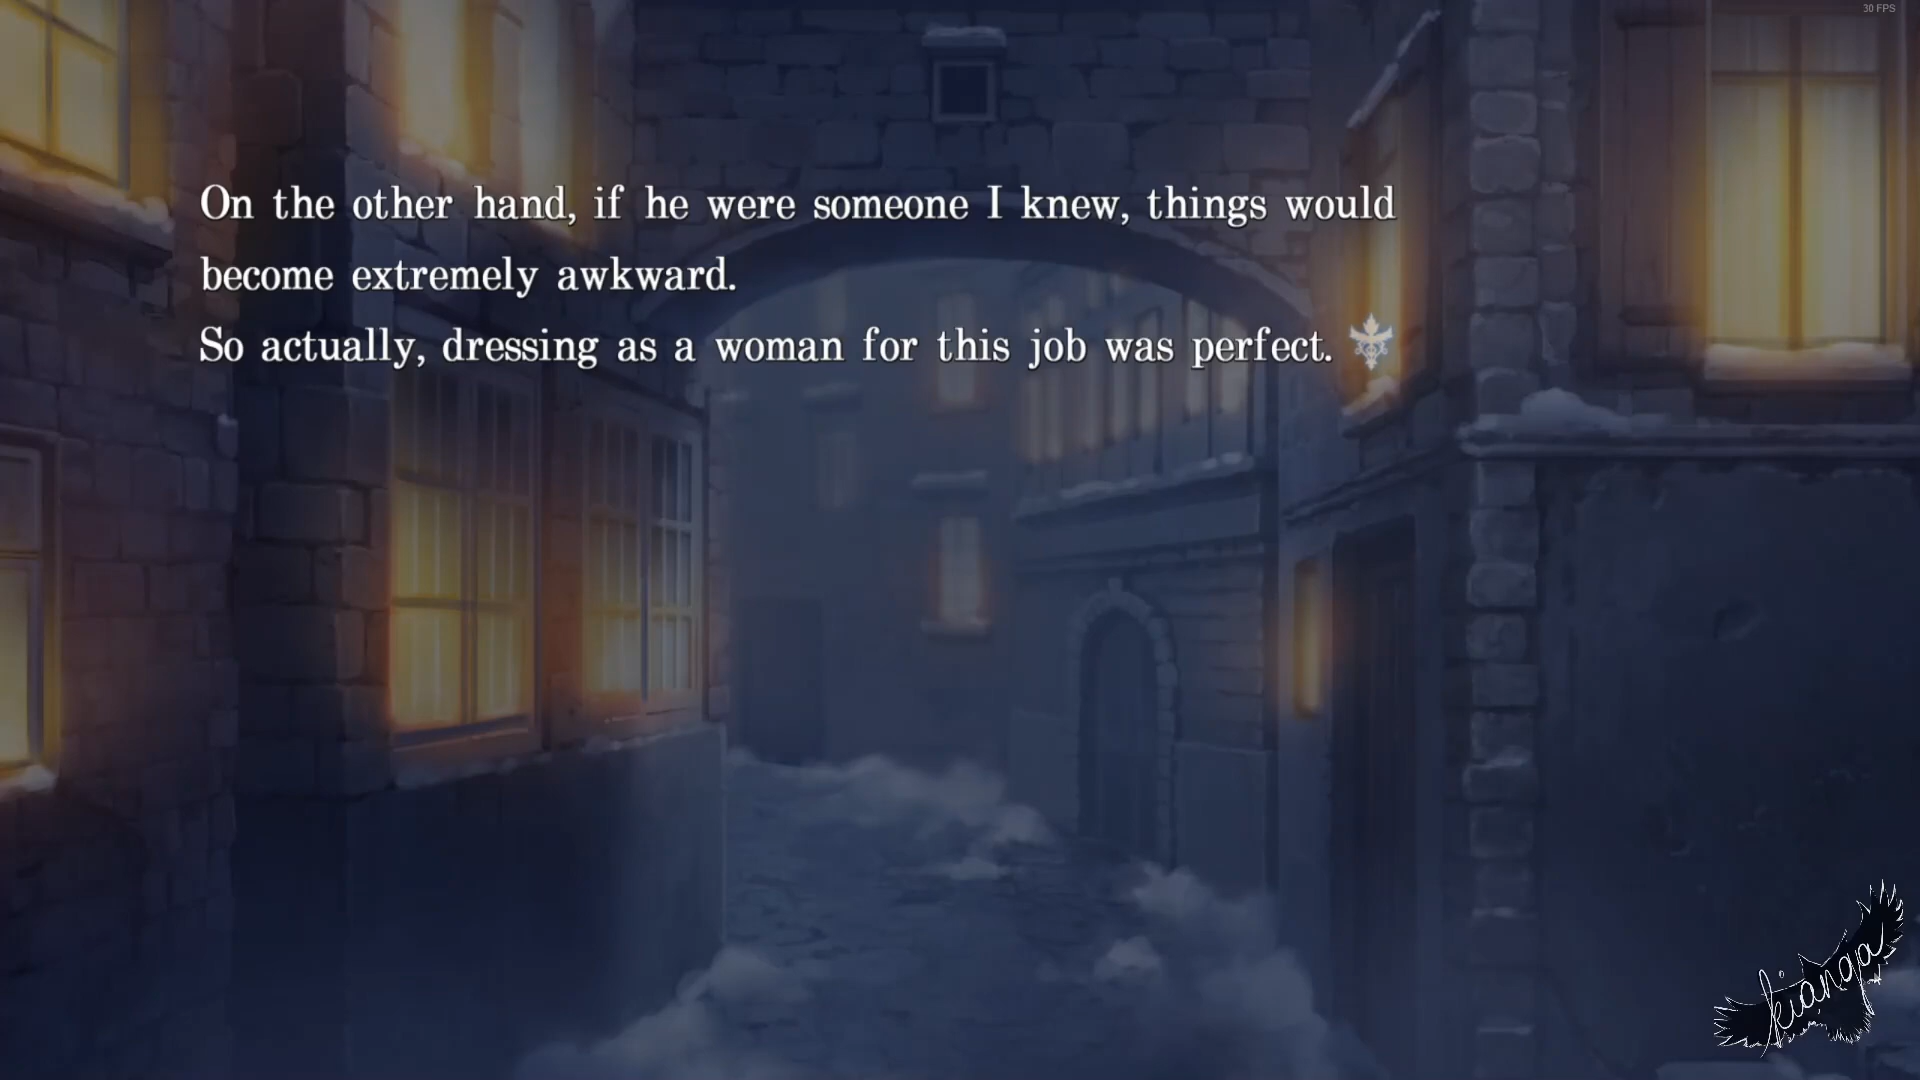 30 FPS
On the other hand, if he were someone I knew, things would
become extremely awkward.
So actually, dressing as a woman for this job was perfect.
kianga